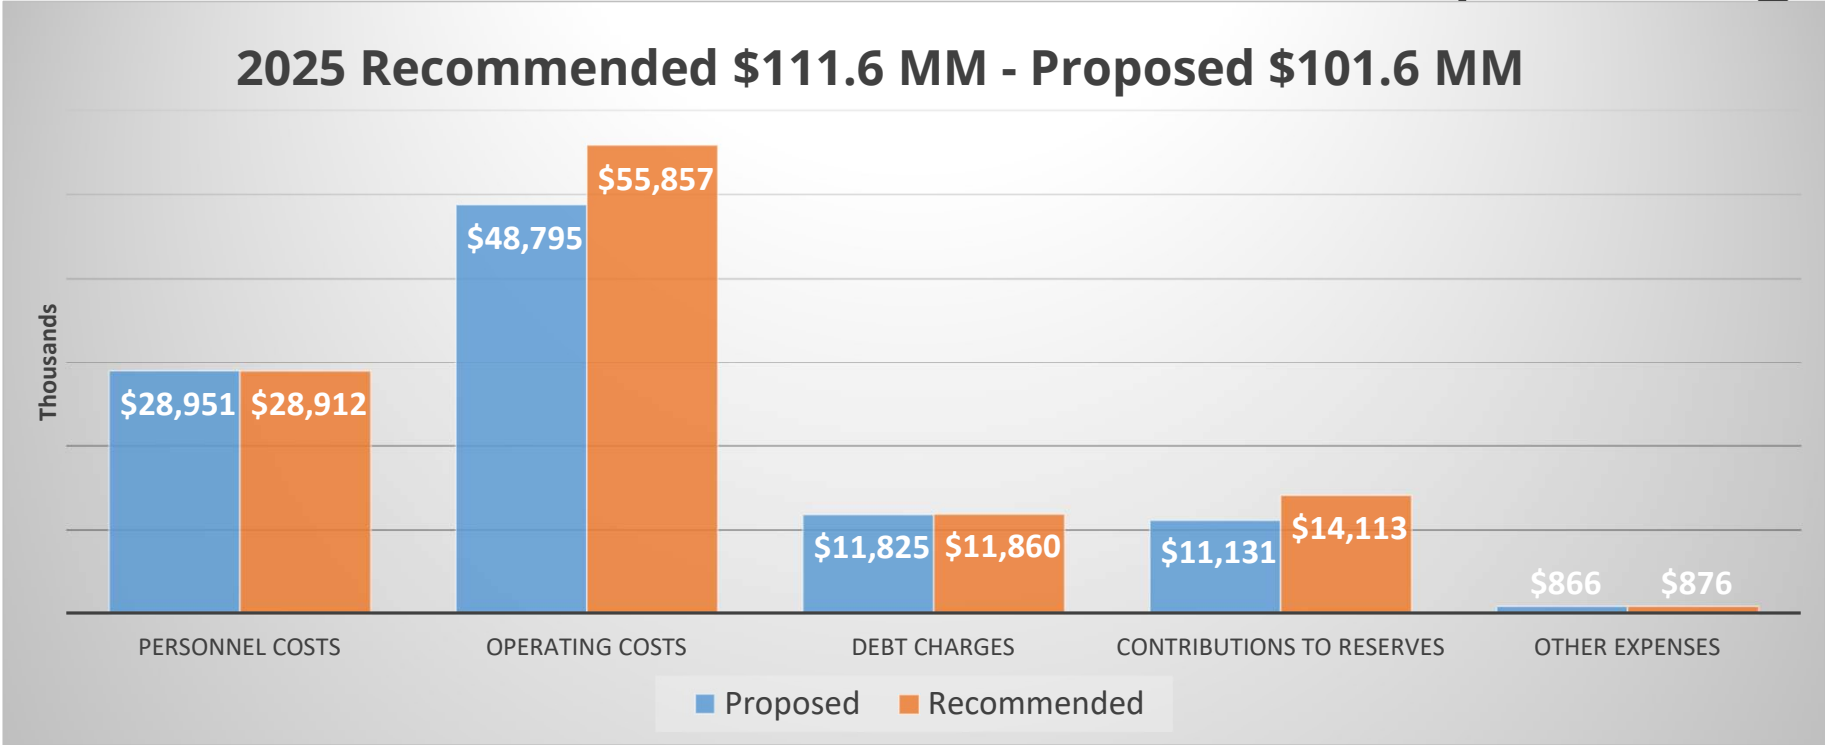 2025 Recommended $111.6 MM - Proposed $101.6 MM
Thousands
$28,951 $28,912
$48,795 $55,857
$11,825 $11,860
$11,131 $14,113
$866 $876
PERSONNEL COSTS
OPERATING COSTS
DEBT CHARGES
CONTRIBUTIONS TO RESERVES
OTHER EXPENSES
Proposed Recommended